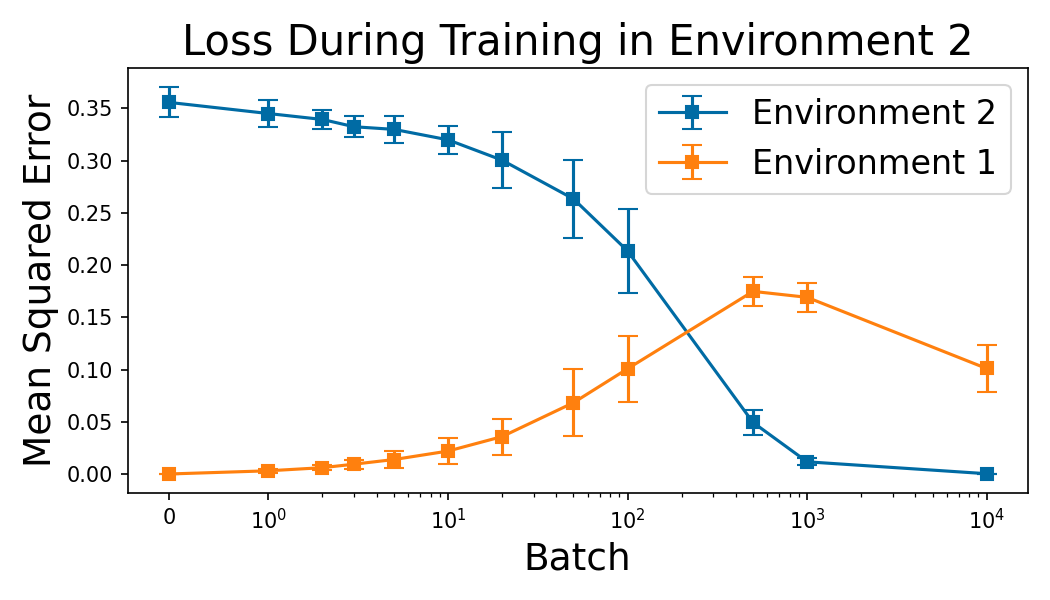 Loss During Training in Environment 2
Mean Squared Error
0.35
0.30
0.25
0.20
0.15
0.10
0.05
0.00
Environment 2
Environment 1
0 10⁰ 10¹ 10² 10³ 10⁴
Batch